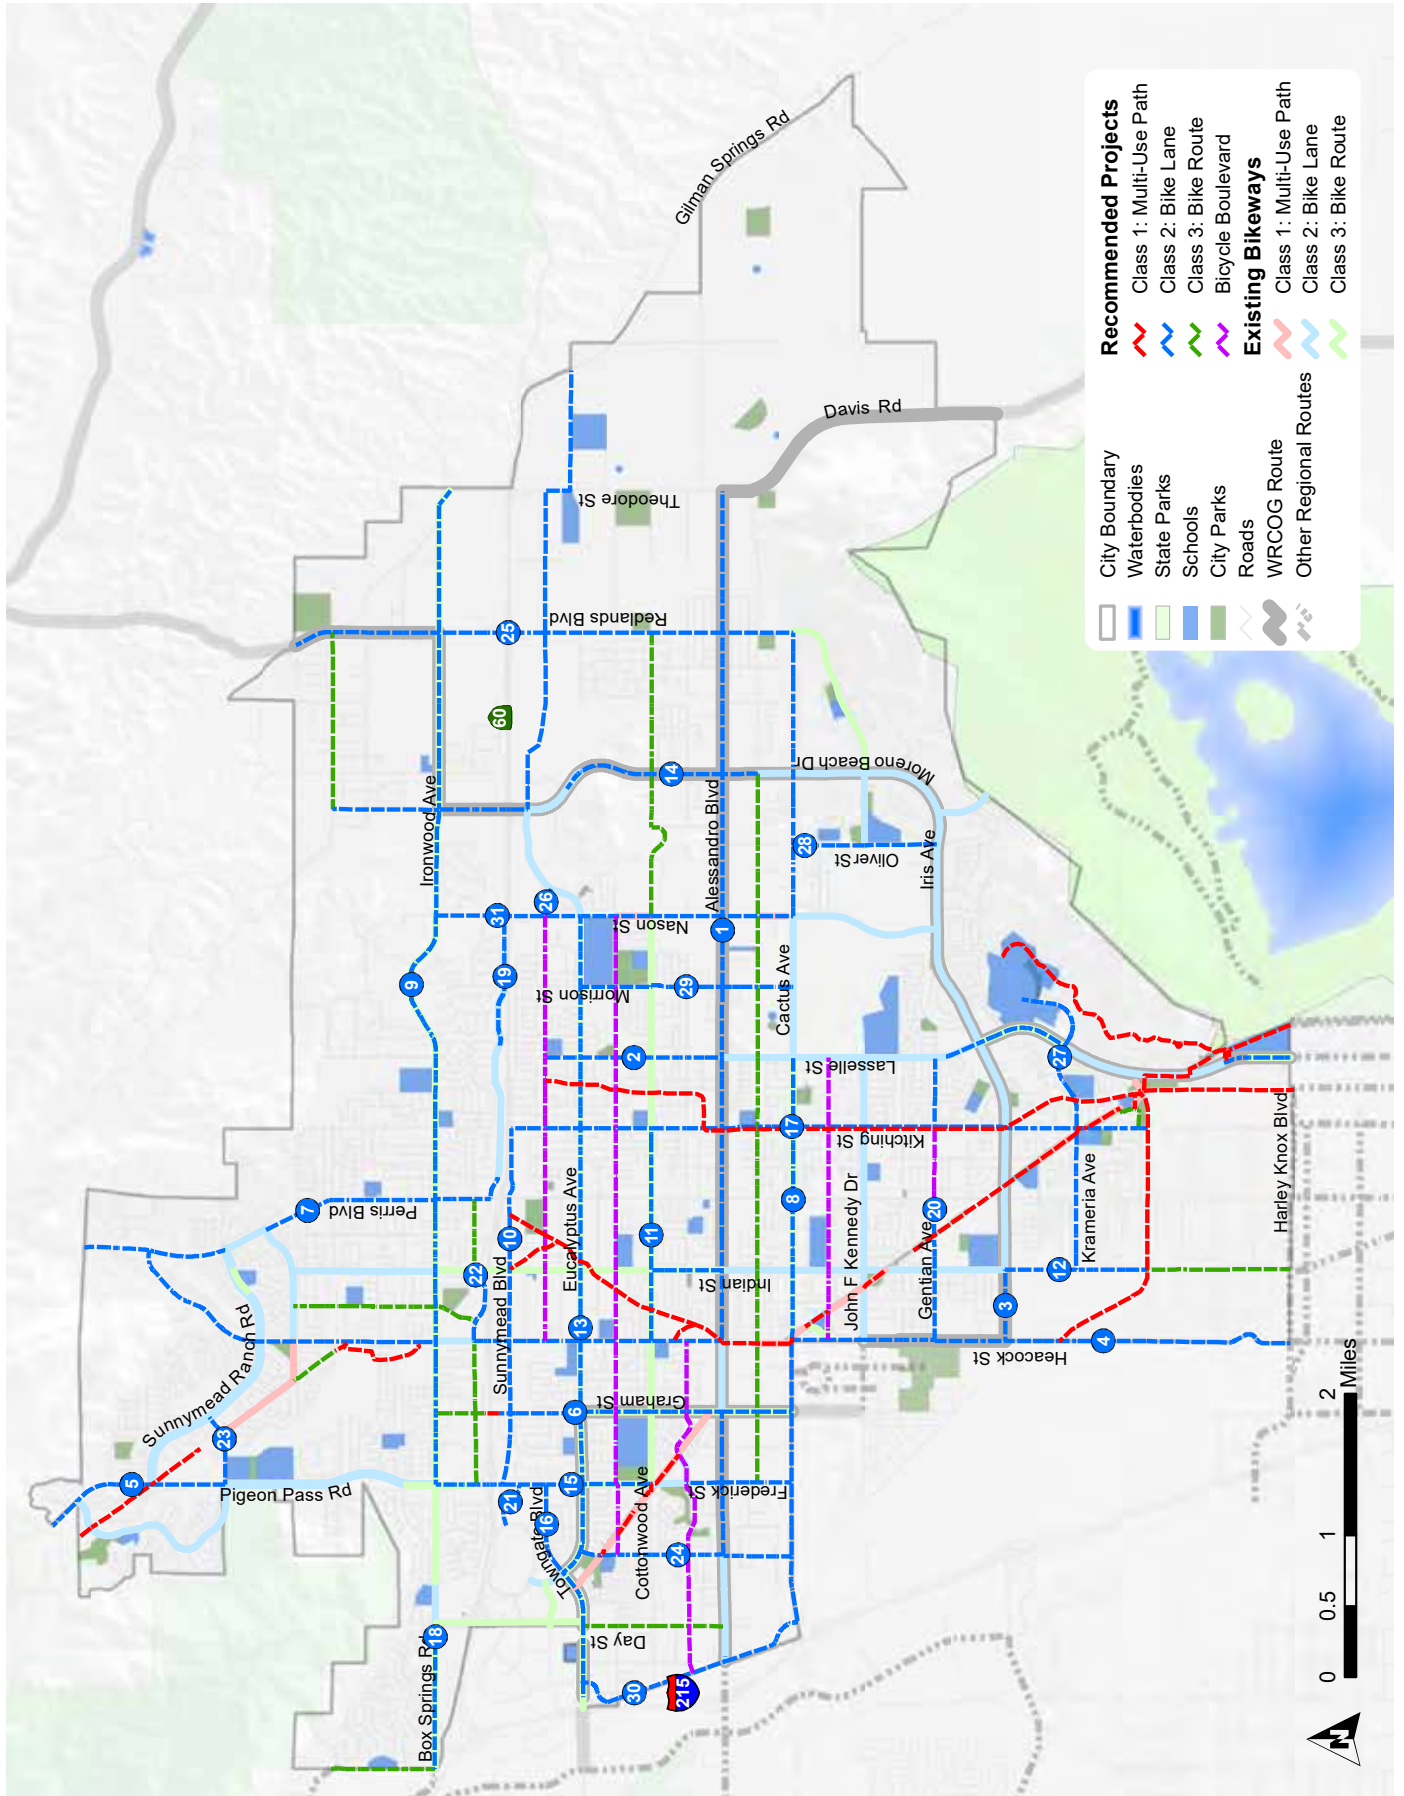 Gilman Springs Rd
Davis Rd
Theodore St
Redlands Blvd
25
60
Ironwood Ave
14
Moreno Beach Dr
Alessandro Blvd
28
Oliver St
Iris Ave
26
31
Nason St
1
9
19
Morrison St
29
Cactus Ave
2
Lasselle St
27
17
Kitching St
7
Perris Blvd
10
Eucalyptus Ave
11
8
John F Kennedy Dr
20
Gentian Ave
Krameria Ave
12
Harley Knox Blvd
22
Sunnymead Blvd
13
Indian St
3
4
Heacock St
Sunnymead Ranch Rd
23
5
Pigeon Pass Rd
6
Graham St
21
15
16
Towngate Blvd
Cottonwood Ave
Frederick St
24
18
Box Springs Rd
Day St
30
215
Recommended Projects
Class 1: Multi-Use Path
Class 2: Bike Lane
Class 3: Bike Route
Bicycle Boulevard
Existing Bikeways
Class 1: Multi-Use Path
Class 2: Bike Lane
Class 3: Bike Route
City Boundary
Waterbodies
State Parks
Schools
City Parks
Roads
WRCOG Route
Other Regional Routes
N
0 0.5 1 2
Miles